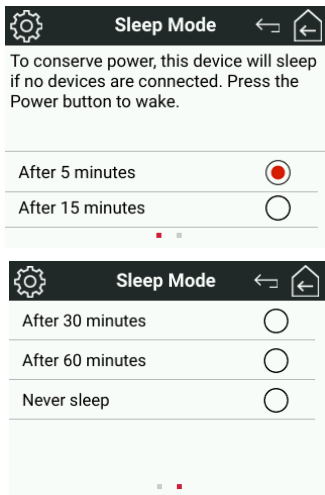 Sleep Mode
To conserve power, this device will sleep
if no devices are connected. Press the
Power button to wake.
After 5 minutes
After 15 minutes
Sleep Mode
After 30 minutes
After 60 minutes
Never sleep